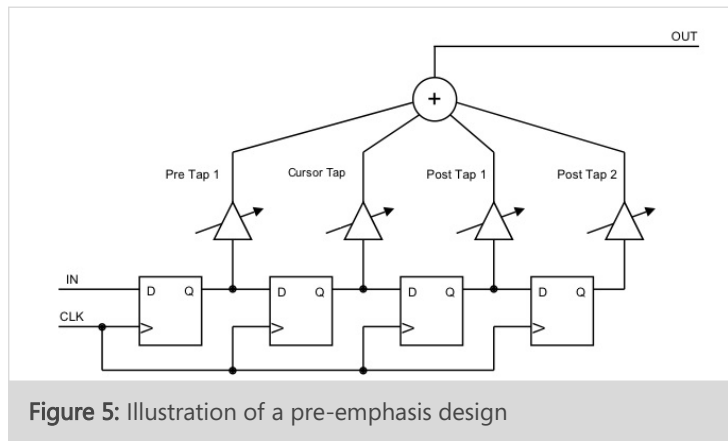 OUT
+
Pre Tap 1 Cursor Tap Post Tap 1 Post Tap 2
IN
D Q D Q D Q D Q
CLK
Figure 5: Illustration of a pre-emphasis design